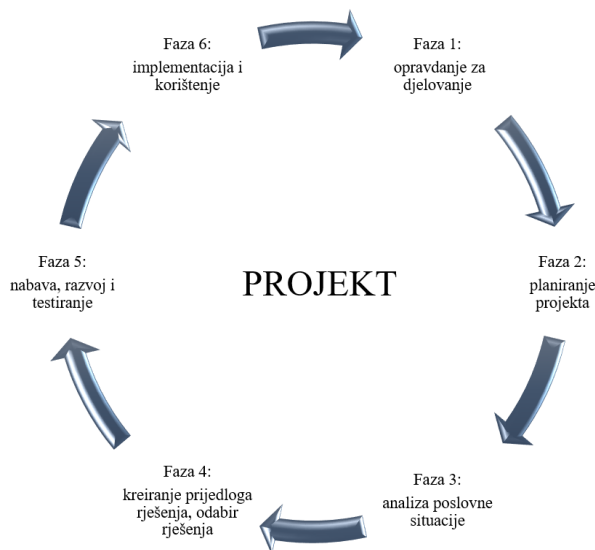 Faza 1:
opravdanje za
djelovanje
Faza 2:
planiranje
projekta
Faza 3:
analiza poslovne
situacije
Faza 4:
kreiranje prijedloga
rješenja, odabir
rješenja
Faza 5:
nabava, razvoj i
testiranje
Faza 6:
implementacija i
korištenje
PROJEKT